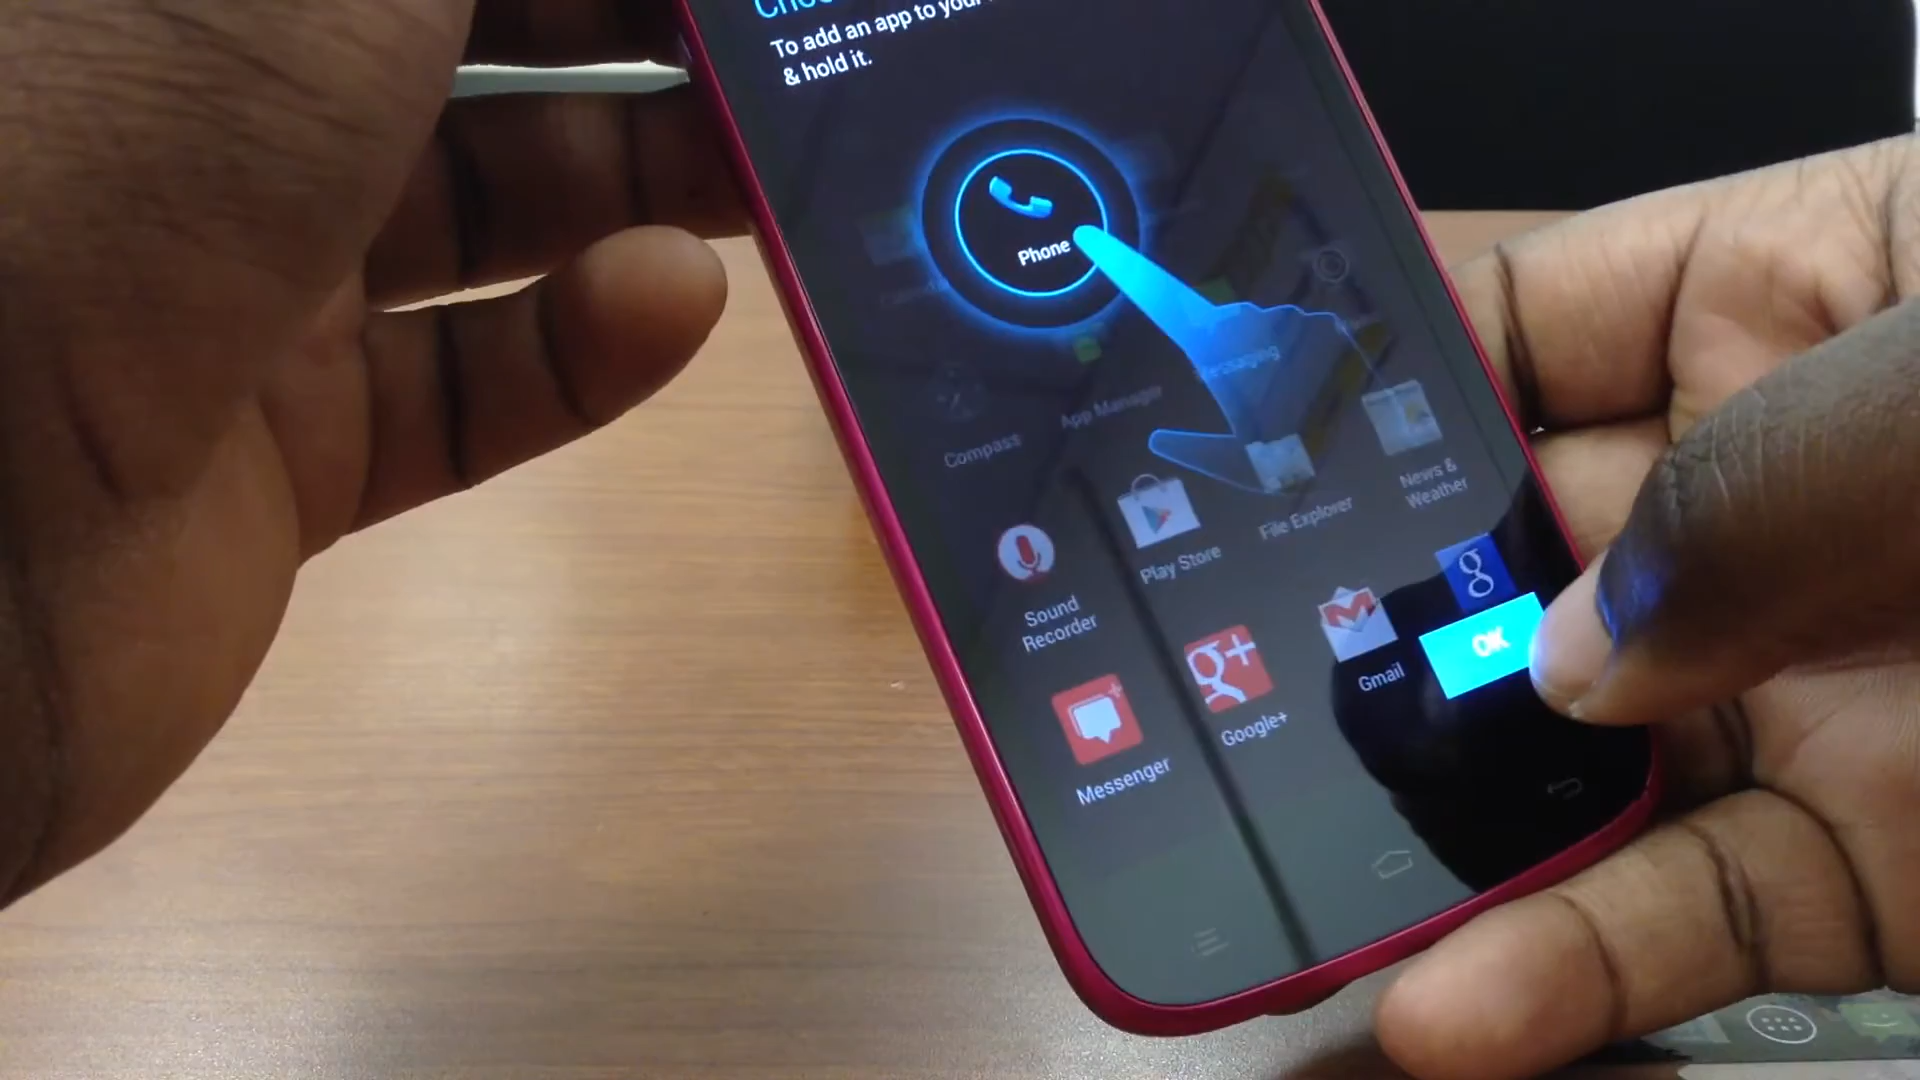 To add an app to your
& hold it.
Phone
Messaging
Compass
App Manager
News &
Weather
File Explorer
Play Store
Sound
Recorder
g
OK
Gmail
g+
Google+
Messenger